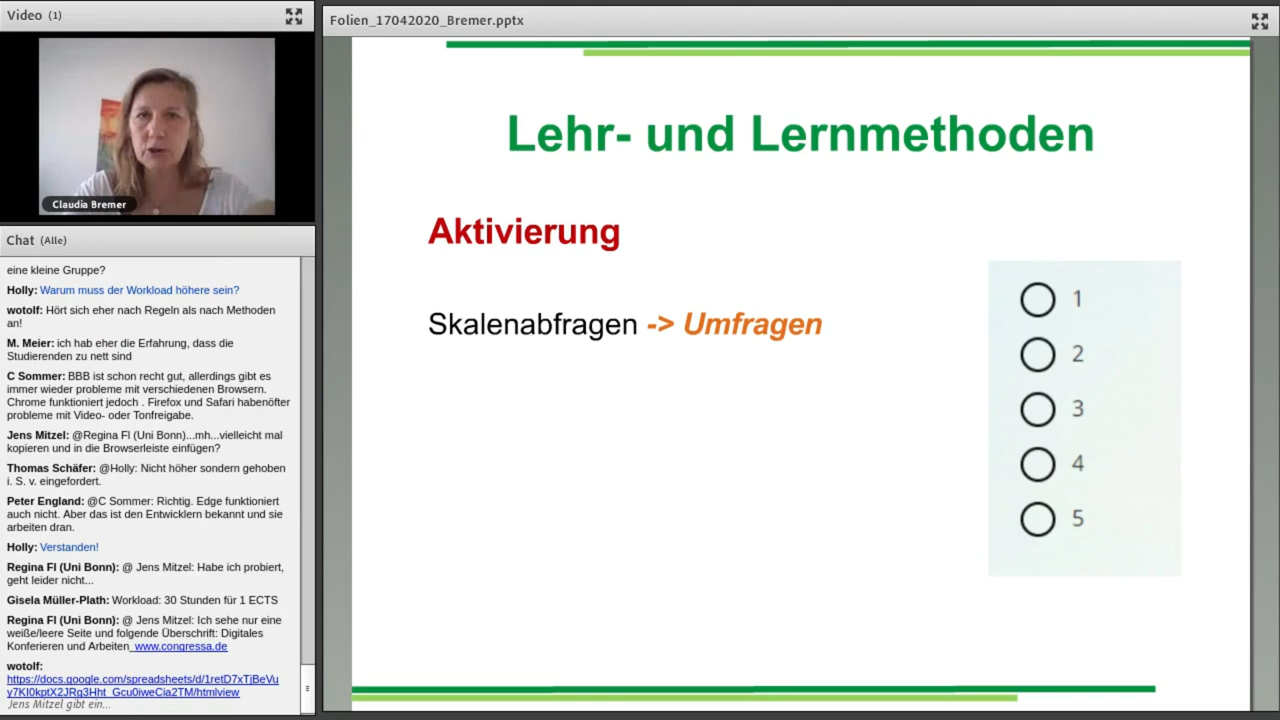 Video (1)
Claudia Bremer
Chat (Alle)
eine kleine Gruppe?
Holly: Warum muss der Workload höhere sein?
wotolf: Hört sich eher nach Regeln als nach Methoden
an!
M. Meier: ich hab eher die Erfahrung, dass die
Studierenden zu nett sind
C Sommer: BBB ist schon recht gut, allerdings gibt es
immer wieder probleme mit verschiedenen Browsern.
Chrome funktioniert jedoch . Firefox und Safari habenöfter
probleme mit Video- oder Tonfreigabe.
Jens Mitzel: @Regina Fl (Uni Bonn)...mh...vielleicht mal
kopieren und in die Browserleiste einfügen?
Thomas Schäfer: @Holly: Nicht höher sondern gehoben
i. S. v. eingefordert.
Peter England: @C Sommer: Richtig. Edge funktioniert
auch nicht. Aber das ist den Entwicklern bekannt und sie
arbeiten dran.
Holly: Verstanden!
Regina Fl (Uni Bonn): @ Jens Mitzel: Habe ich probiert,
geht leider nicht...
Gisela Müller-Plath: Workload: 30 Stunden für 1 ECTS
Regina Fl (Uni Bonn): @ Jens Mitzel: Ich sehe nur eine
weiße/leere Seite und folgende Überschrift: Digitales
Konferieren und Arbeiten www.congressa.de
wotolf:
https://docs.google.com/spreadsheets/d/1retD7xTjBeVu
y7KI0kptX2JRg3Hht_Gcu0iweCia2TM/htmlview
Jens Mitzel gibt ein...
Folien_17042020_Bremer.pptx
Lehr- und Lernmethoden
Aktivierung
Skalenabfragen -> Umfragen
1
2
3
4
5